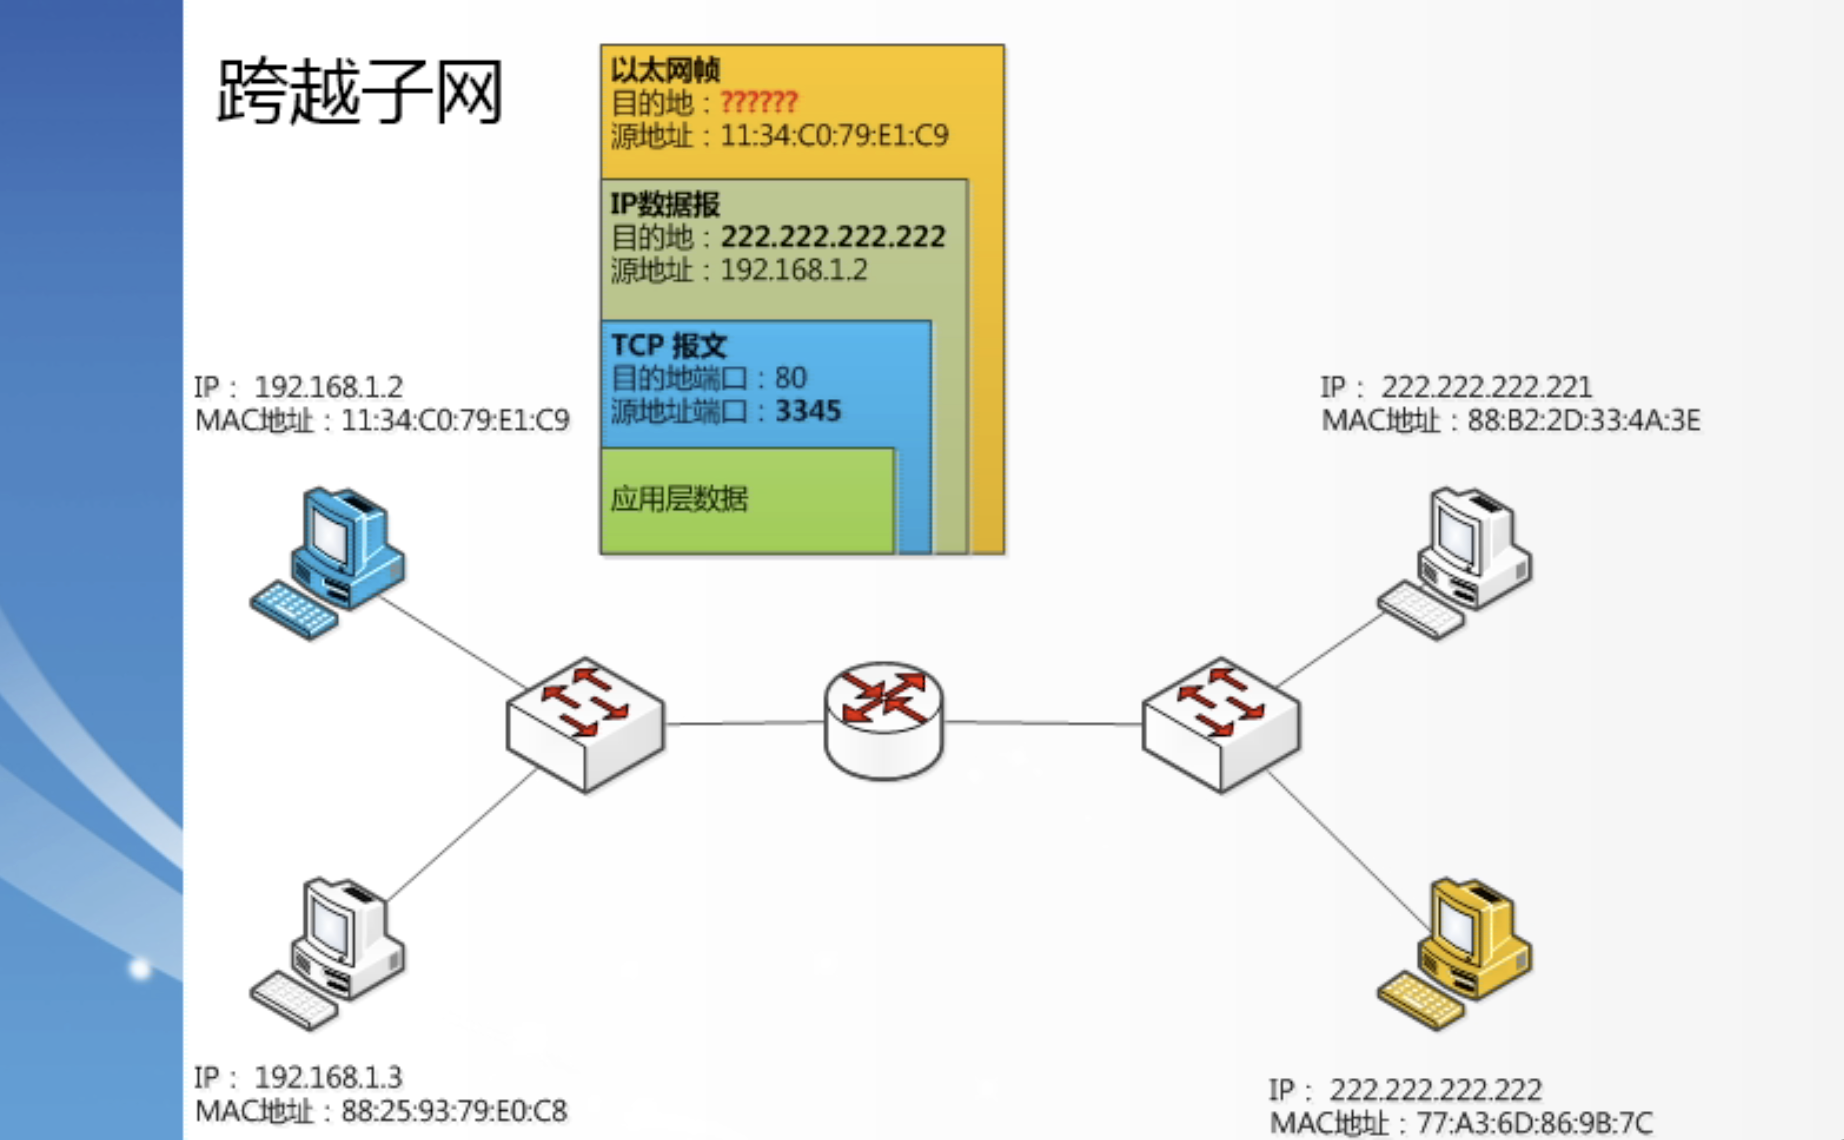 跨越子网
以太网帧
目的地：??????
源地址：11:34:C0:79:E1:C9
IP数据报
目的地：222.222.222.222
源地址：192.168.1.2
TCP 报文
目的地端口：80
源地址端口：3345
应用层数据
IP： 192.168.1.2
MAC地址：11:34:C0:79:E1:C9
IP： 222.222.222.221
MAC地址：88:B2:2D:33:4A:3E
IP： 192.168.1.3
MAC地址：88:25:93:79:E0:C8
IP： 222.222.222.222
MAC地址：77:A3:6D:86:9B:7C